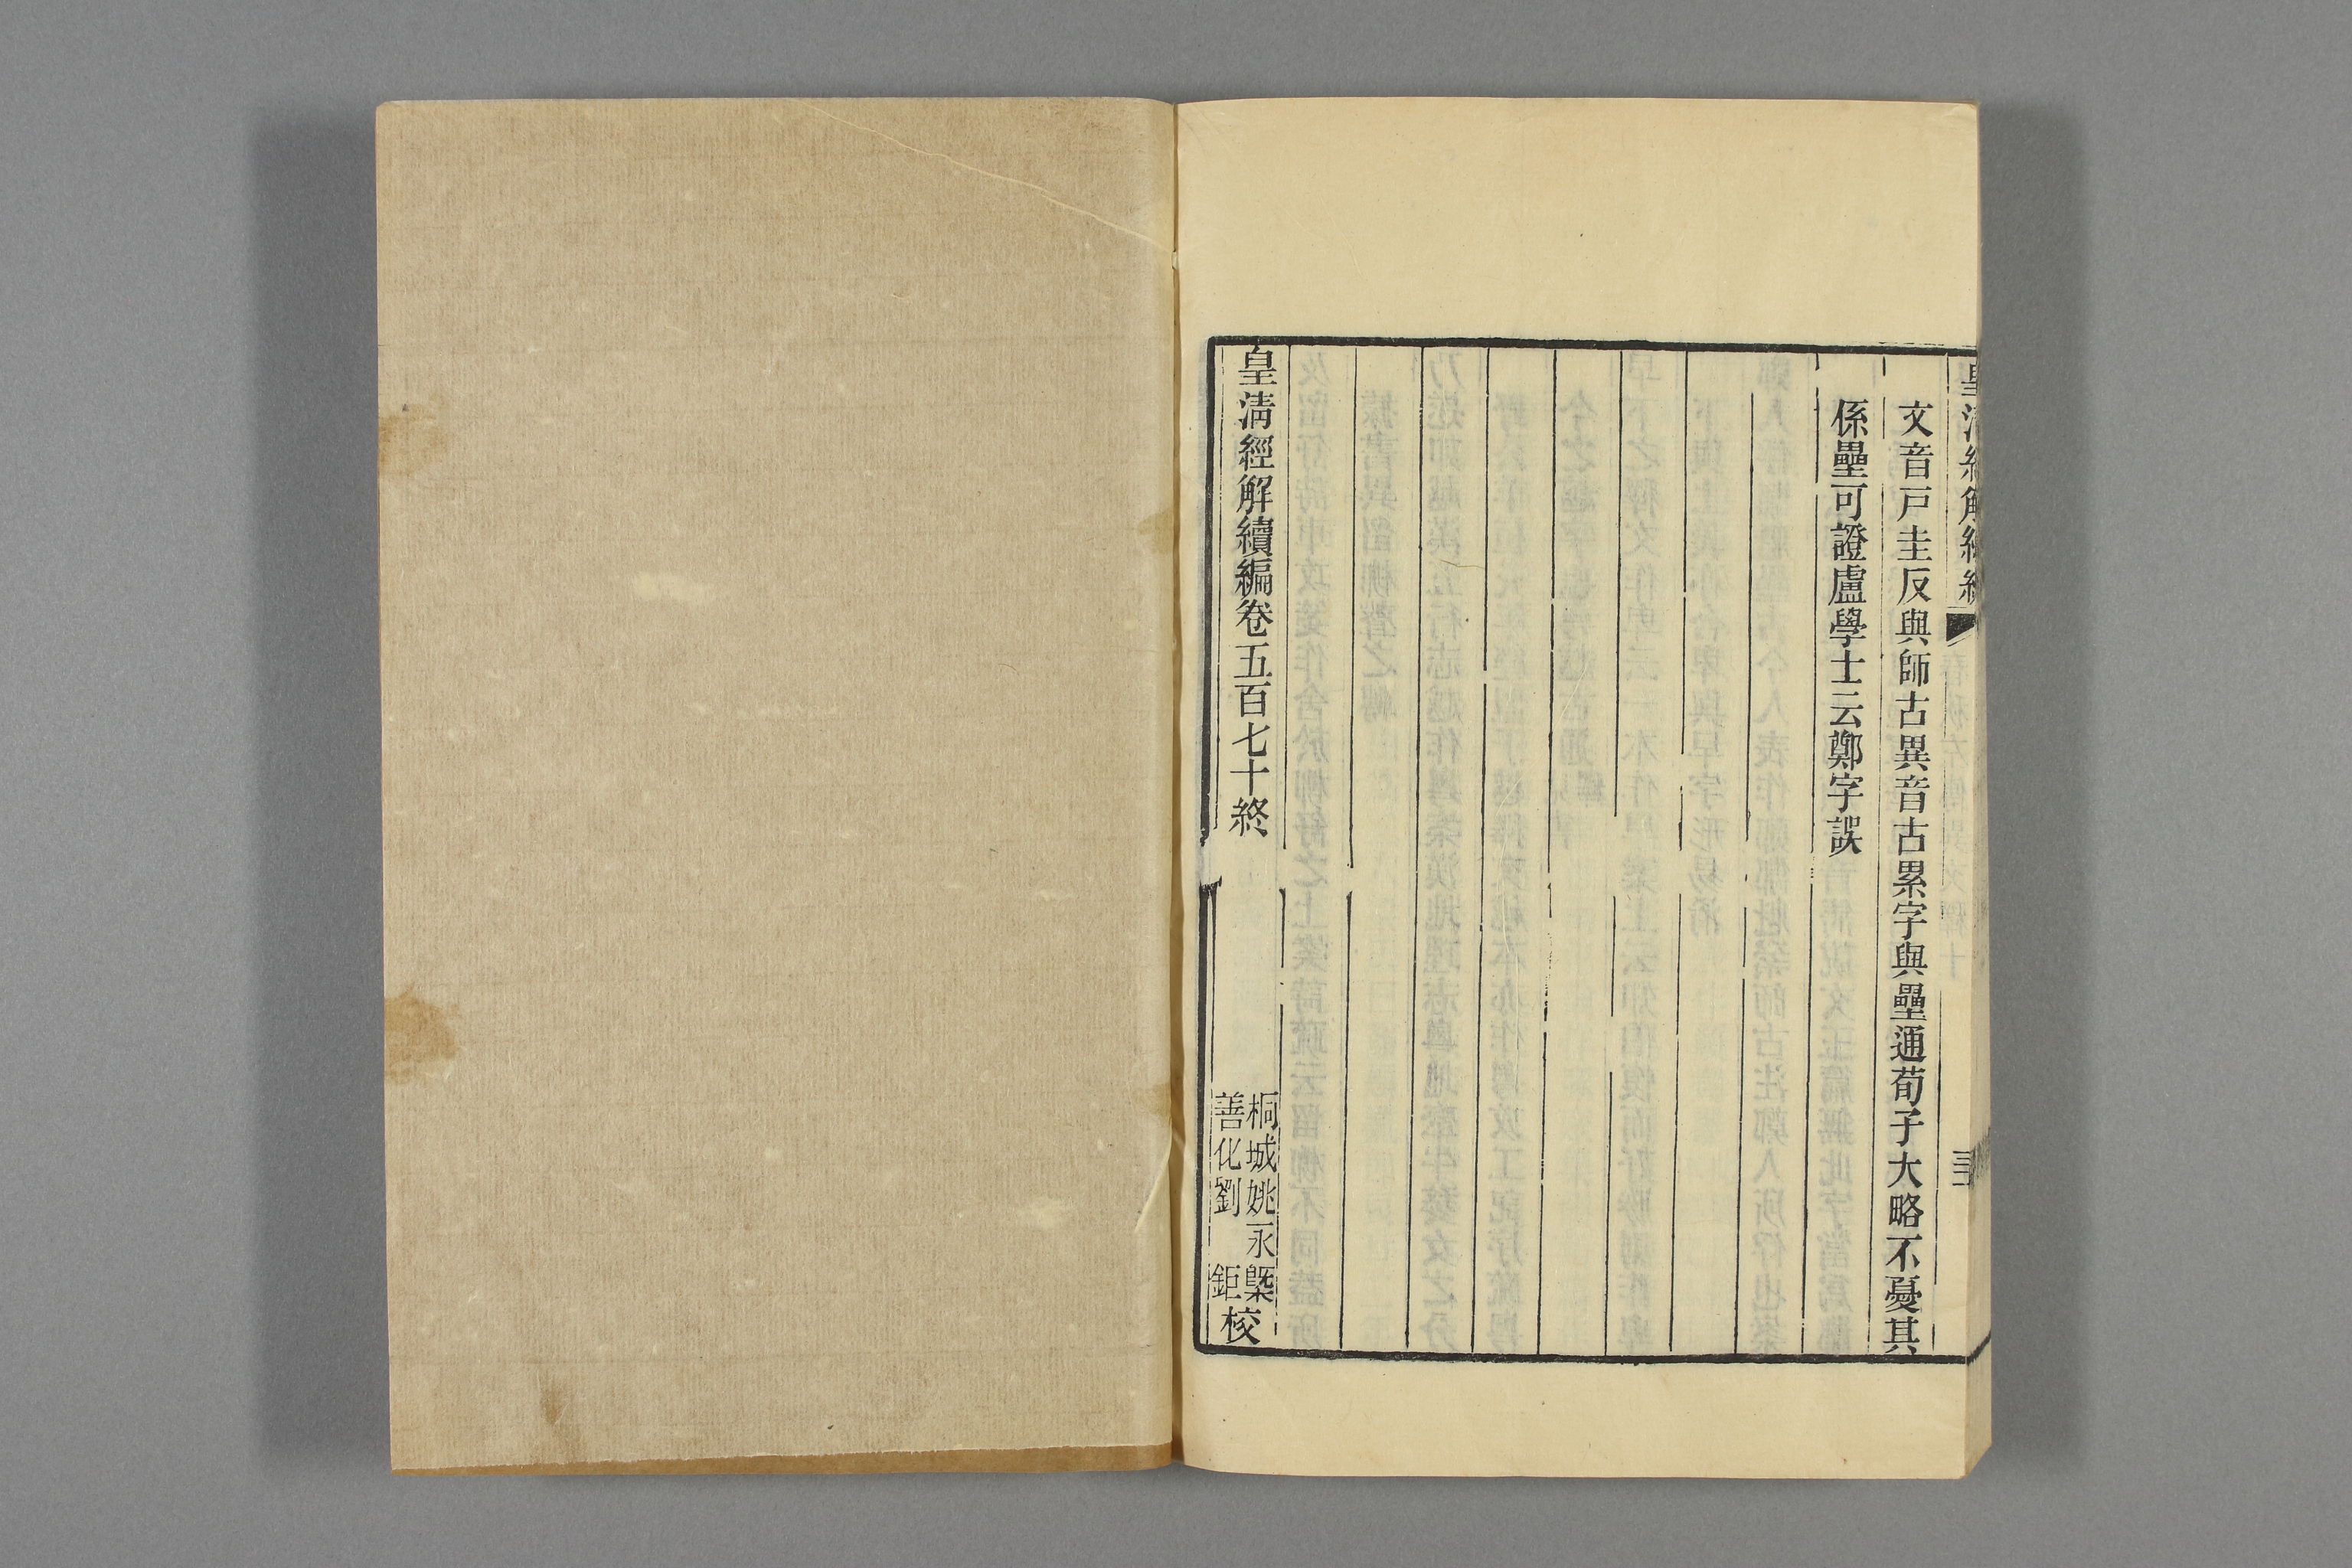 皇清經解續編
文音戸圭反與師古異音古累字與壘通荀子大略不憂其
係壘可證盧學士云鄭字誤
皇清經解續編卷五百七十終
桐城姚永檃
善化劉鉅
校